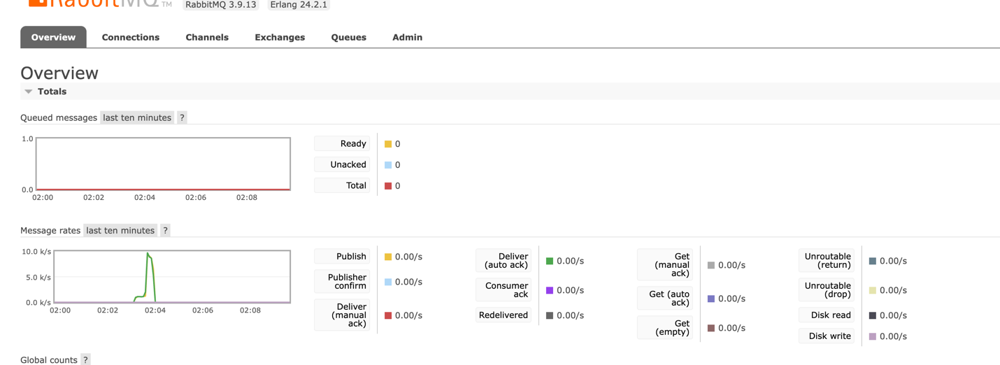 RabbitMQ TM RabbitMQ 3.9.13 Erlang 24.2.1
Overview Connections Channels Exchanges Queues Admin
Overview
Totals
Queued messages last ten minutes ?
1.0
0.0
02:00 02:02 02:04 02:06 02:08
Ready 0
Unacked 0
Total 0
Message rates last ten minutes ?
10.0 k/s
5.0 k/s
0.0 k/s
02:00 02:02 02:04 02:06 02:08
Publish 0.00/s
Publisher
confirm 0.00/s
Deliver
(manual
ack) 0.00/s
Deliver
(auto ack) 0.00/s
Consumer
ack 0.00/s
Redelivered 0.00/s
Get
(manual
ack) 0.00/s
Get (auto
ack) 0.00/s
Get
(empty) 0.00/s
Unroutable
(return) 0.00/s
Unroutable
(drop) 0.00/s
Disk read 0.00/s
Disk write 0.00/s
Global counts ?